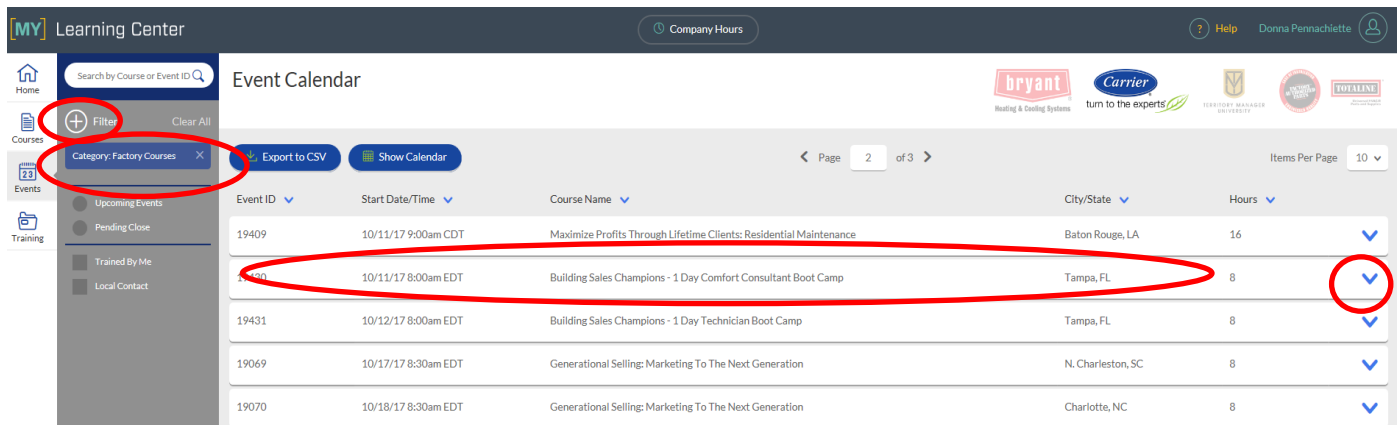 [MY] Learning Center
Company Hours
? Help
Donna Pennachiette
Home
Courses
23
Events
Training
Search by Course or Event ID
Filter
Clear All
Category: Factory Courses X
Upcoming Events
Pending Close
Trained By Me
Local Contact
Event Calendar
bryant
Heating & Cooling Systems
Carrier
turn to the experts
TERRITORY MANAGER
UNIVERSITY
TOTALINE
Export to CSV
Show Calendar
Page 2 of 3
Items Per Page 10
Event ID Start Date/Time Course Name City/State Hours
19409 10/11/17 9:00am CDT Maximize Profits Through Lifetime Clients: Residential Maintenance Baton Rouge, LA 16
10/11/17 8:00am EDT Building Sales Champions - 1 Day Comfort Consultant Boot Camp Tampa, FL 8
19431 10/12/17 8:00am EDT Building Sales Champions - 1 Day Technician Boot Camp Tampa, FL 8
19069 10/17/17 8:30am EDT Generational Selling: Marketing To The Next Generation N. Charleston, SC 8
19070 10/18/17 8:30am EDT Generational Selling: Marketing To The Next Generation Charlotte, NC 8